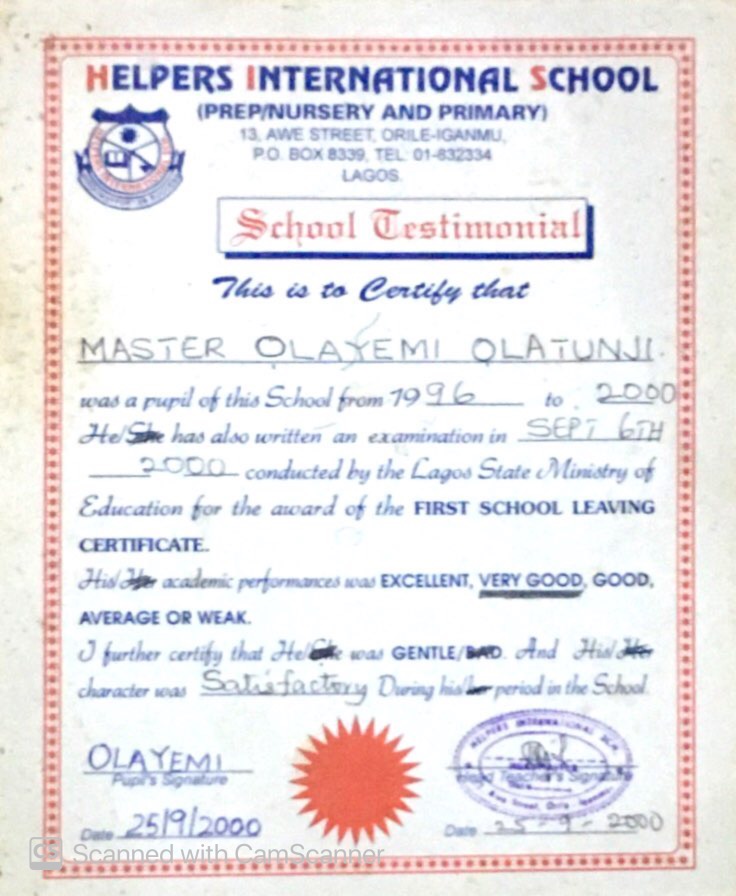 HELPERS INTERNATIONAL SCHOOL
(PREP/NURSERY AND PRIMARY)
13, AWE STREET, ORILE-IGANMU,
P.O. BOX 8339, TEL: 01-832334
LAGOS.
School Testimonial
This is to Certify that
MASTER OLAYEMI OLATUNJI.
was a pupil of this School from 1996 to 2000
He/She has also written an examination in SEPT 6TH
2000 conducted by the Lagos State Ministry of
Education for the award of the FIRST SCHOOL LEAVING
CERTIFICATE.
His/Her academic performances was EXCELLENT, VERY GOOD, GOOD,
AVERAGE OR WEAK.
I further certify that He/She was GENTLE/BAD. And His/Her
character was Satisfactory During his/her period in the School.
OLAYEMI
Pupil's Signature
HELPERS INTERNATIONAL SCH
Head Teacher's Signature
Date 25/9/2000
Date 25-9-2000
CS Scanned with CamScanner